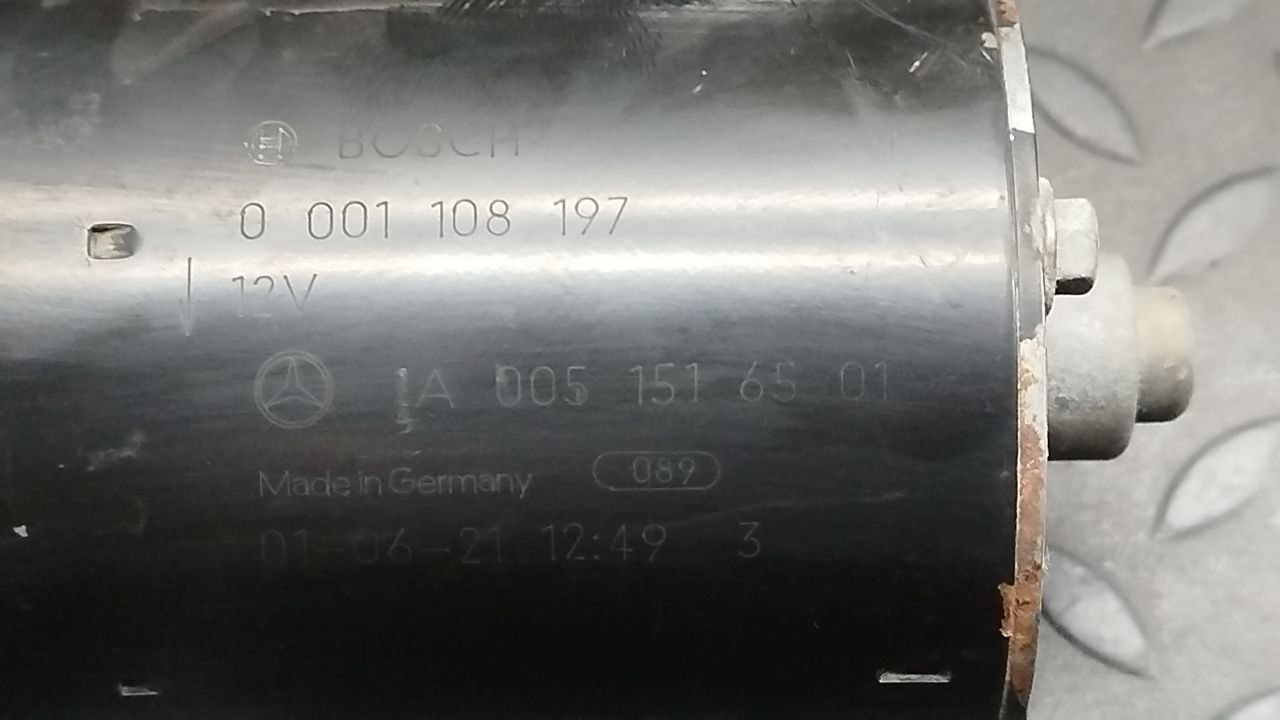 BOSCH
0 001 108 197
12V
A 005 151 65 01
Made in Germany 089
01-06-21 12:49 3